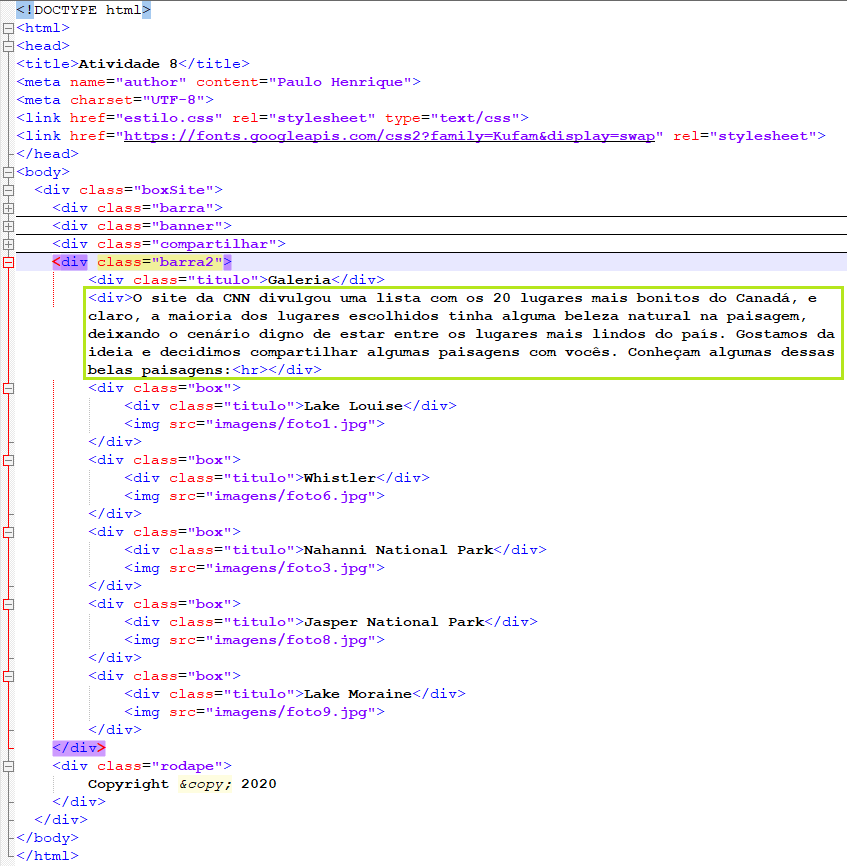 <!DOCTYPE html>
<html>
<head>
<title>Atividade 8</title>
<meta name="author" content="Paulo Henrique">
<meta charset="UTF-8">
<link href="estilo.css" rel="stylesheet" type="text/css">
<link href="https://fonts.googleapis.com/css2?family=Kufam&display=swap" rel="stylesheet">
</head>
<body>
<div class="boxSite">
<div class="barra">
<div class="banner">
<div class="compartilhar">
<div class="barra2">
<div class="titulo">Galeria</div>
<div>O site da CNN divulgou uma lista com os 20 lugares mais bonitos do Canadá, e
claro, a maioria dos lugares escolhidos tinha alguma beleza natural na paisagem,
deixando o cenário digno de estar entre os lugares mais lindos do país. Gostamos da
ideia e decidimos compartilhar algumas paisagens com vocês. Conheçam algumas dessas
belas paisagens:<hr></div>
<div class="box">
<div class="titulo">Lake Louise</div>
<img src="imagens/foto1.jpg">
</div>
<div class="box">
<div class="titulo">Whistler</div>
<img src="imagens/foto6.jpg">
</div>
<div class="box">
<div class="titulo">Nahanni National Park</div>
<img src="imagens/foto3.jpg">
</div>
<div class="box">
<div class="titulo">Jasper National Park</div>
<img src="imagens/foto8.jpg">
</div>
<div class="box">
<div class="titulo">Lake Moraine</div>
<img src="imagens/foto9.jpg">
</div>
</div>
<div class="rodape">
Copyright &copy; 2020
</div>
</div>
</body>
</html>